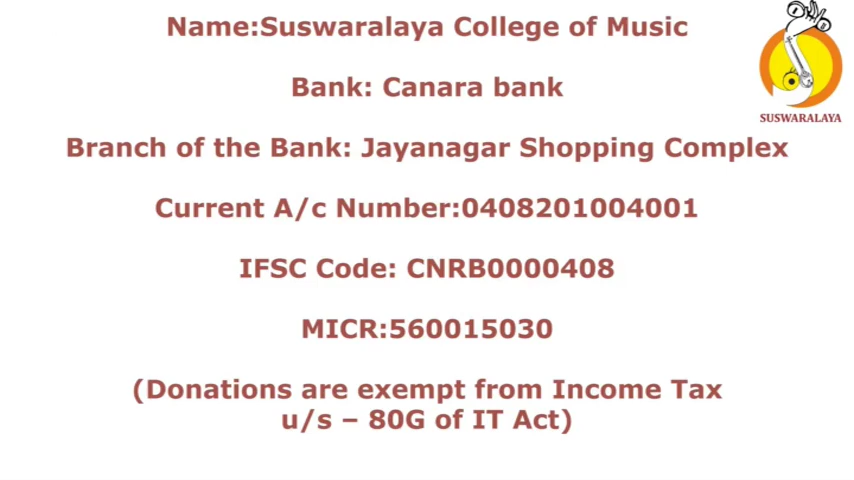 Name:Suswaralaya College of Music
Bank: Canara bank
Branch of the Bank: Jayanagar Shopping Complex
Current A/c Number:0408201004001
IFSC Code: CNRB0000408
MICR:560015030
(Donations are exempt from Income Tax
u/s – 80G of IT Act)
SUSWARALAYA